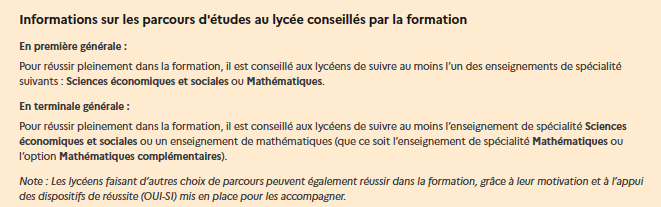 Informations sur les parcours d'études au lycée conseillés par la formation
En première générale :
Pour réussir pleinement dans la formation, il est conseillé aux lycéens de suivre au moins l'un des enseignements de spécialité
suivants : Sciences économiques et sociales ou Mathématiques.
En terminale générale :
Pour réussir pleinement dans la formation, il est conseillé aux lycéens de suivre au moins l'enseignement de spécialité Sciences
économiques et sociales ou un enseignement de mathématiques (que ce soit l'enseignement de spécialité Mathématiques ou
l'option Mathématiques complémentaires).
Note : Les lycéens faisant d'autres choix de parcours peuvent également réussir dans la formation, grâce à leur motivation et à l'appui
des dispositifs de réussite (OUI-SI) mis en place pour les accompagner.